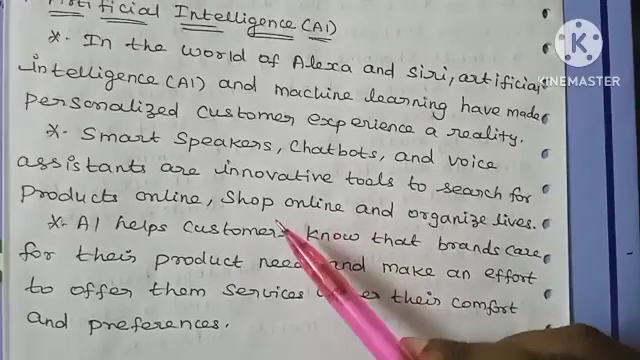 Artificial Intelligence (AI)
*. In the world of Alexa and siri, artificial
intelligence (AI) and machine learning have made
personalized customer experience a reality.
*. Smart Speakers, Chatbots, and voice
assistants are innovative tools to search for
products online, shop online and organize lives.
*. AI helps customers know that brands care
for their product need and make an effort
to offer them services their comfort
and preferences.
KINEMASTER